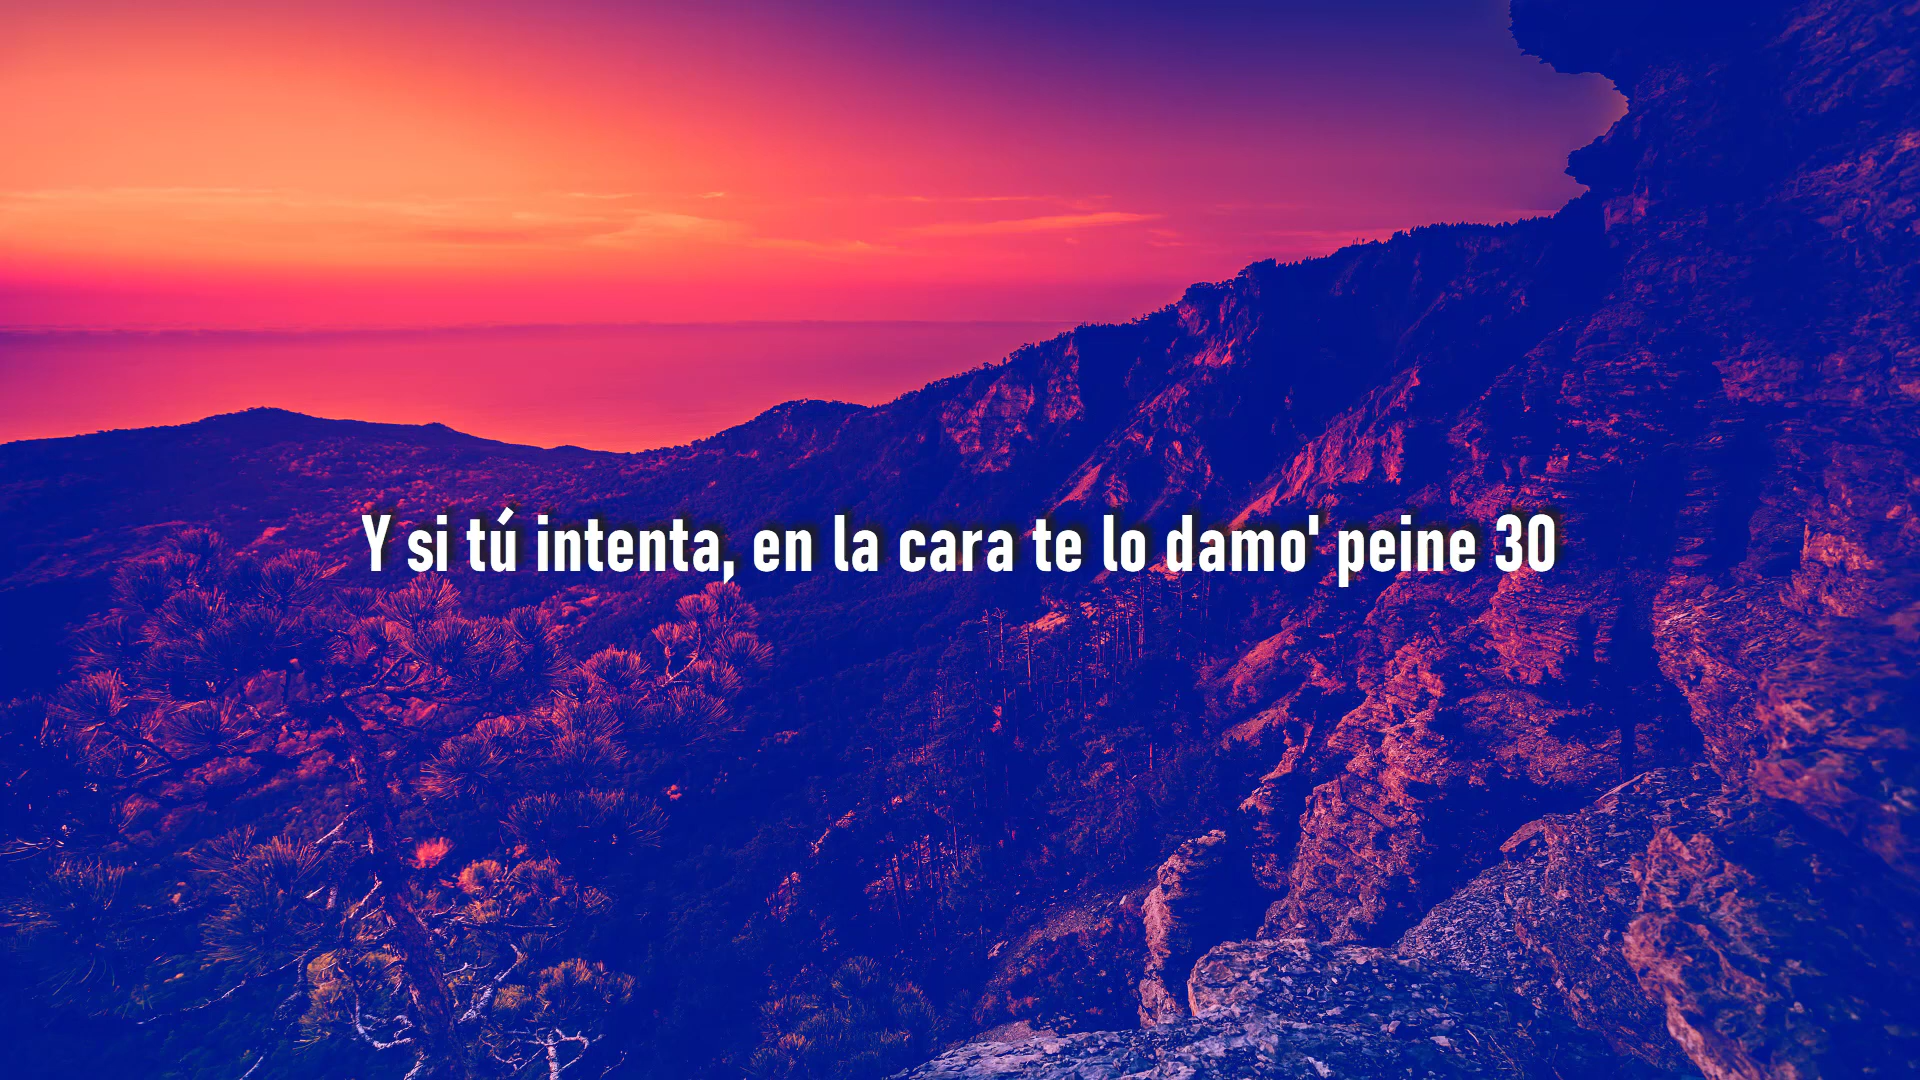 Y si tú intenta, en la cara te lo damo' peine 30